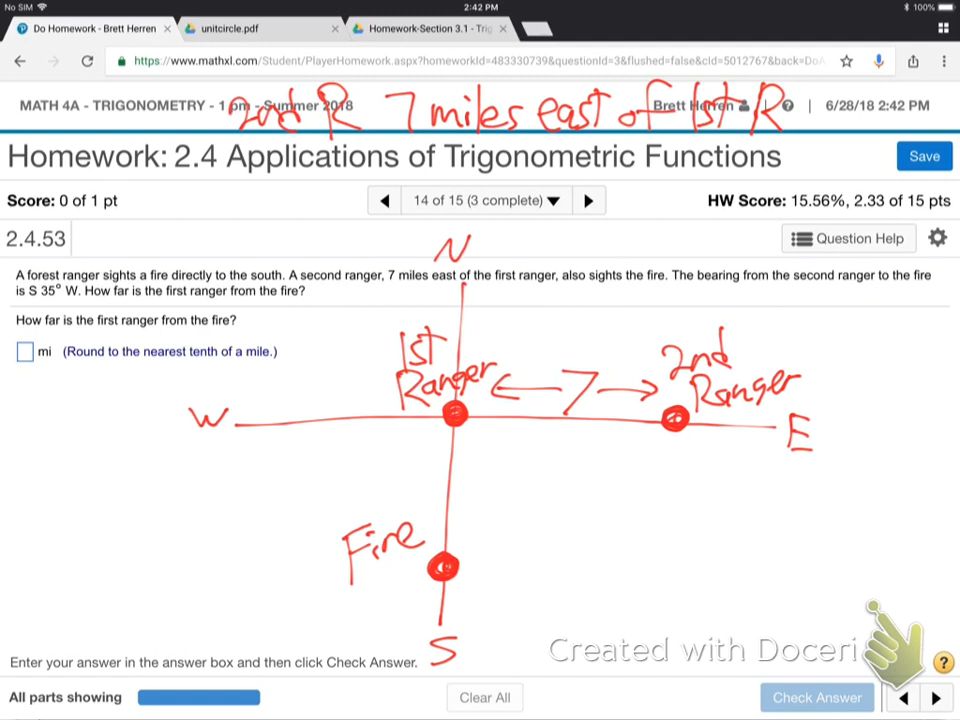 No SIM 2:42 PM 100%
Do Homework - Brett Herren × unitcircle.pdf × Homework-Section 3.1 - Trig ×
https://www.mathxl.com/Student/PlayerHomework.aspx?homeworkId=483330739&questionId=3&flushed=false&cId=5012767&back=DoA
MATH 4A - TRIGONOMETRY - 1 pm - Summer 2018 Brett Herren | ? | 6/28/18 2:42 PM
2nd R 7 miles east of 1st R
Homework: 2.4 Applications of Trigonometric Functions Save
Score: 0 of 1 pt 14 of 15 (3 complete) HW Score: 15.56%, 2.33 of 15 pts
2.4.53 Question Help
N
A forest ranger sights a fire directly to the south. A second ranger, 7 miles east of the first ranger, also sights the fire. The bearing from the second ranger to the fire
is S 35° W. How far is the first ranger from the fire?
How far is the first ranger from the fire?
mi (Round to the nearest tenth of a mile.)
1st 2nd
Ranger 7 Ranger
W E
Fire
S
Created with Doceri
Enter your answer in the answer box and then click Check Answer. ?
All parts showing Clear All Check Answer